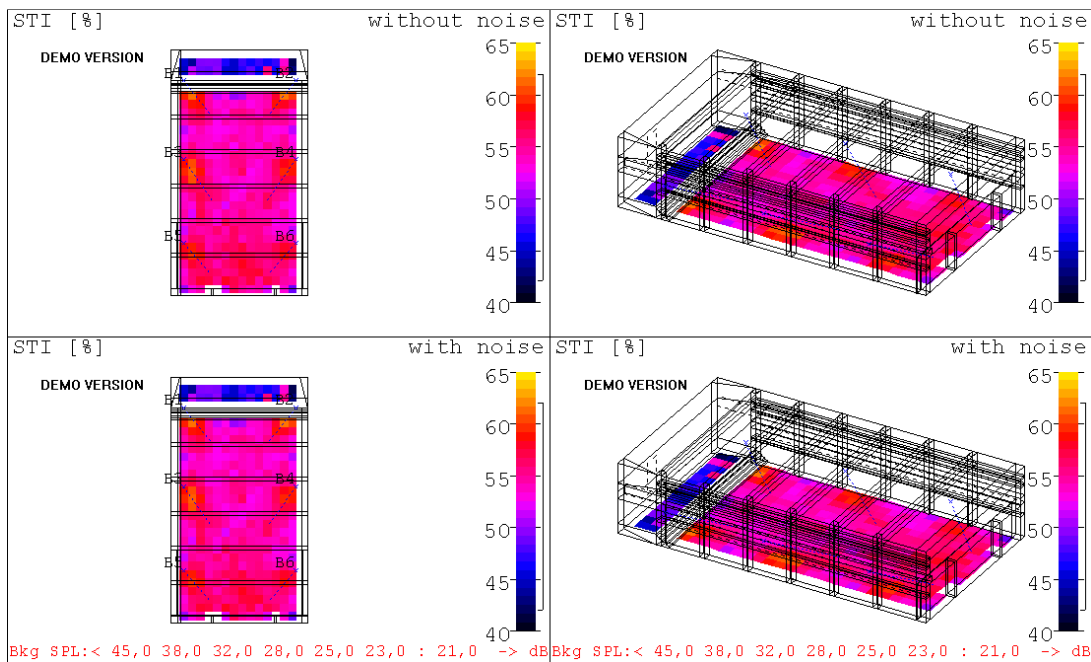 STI [%] without noise
DEMO VERSION
65
60
55
50
45
40
B1 B2
B3 B4
B5 B6
STI [%] without noise
DEMO VERSION
65
60
55
50
45
40
STI [%] with noise
DEMO VERSION
65
60
55
50
45
40
B1 B2
B3 B4
B5 B6
Bkg SPL:< 45,0 38,0 32,0 28,0 25,0 23,0 : 21,0 -> dB
STI [%] with noise
DEMO VERSION
65
60
55
50
45
40
Bkg SPL:< 45,0 38,0 32,0 28,0 25,0 23,0 : 21,0 -> dB